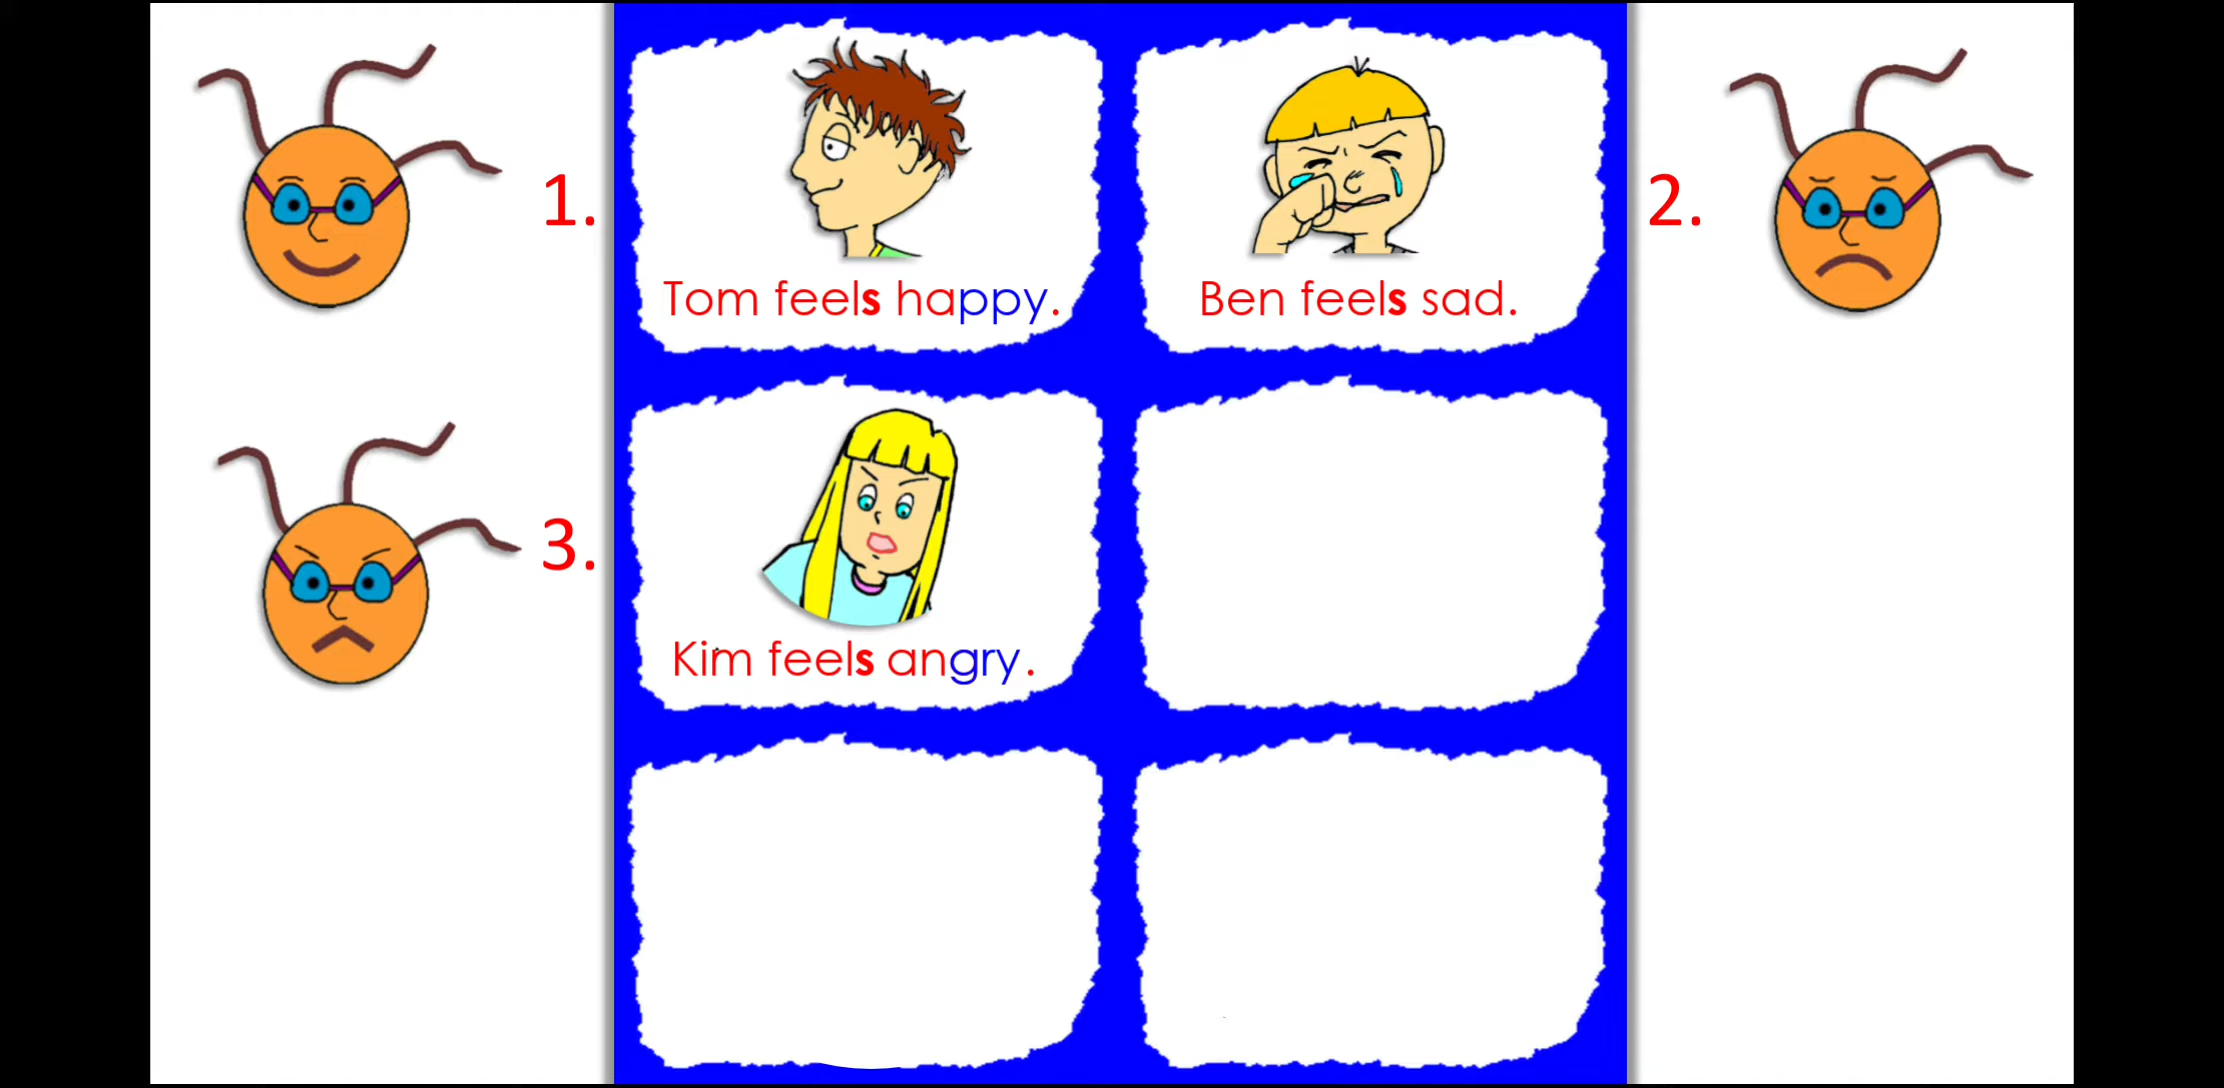 1.
Tom feels happy.
Ben feels sad.
2.
3.
Kim feels angry.